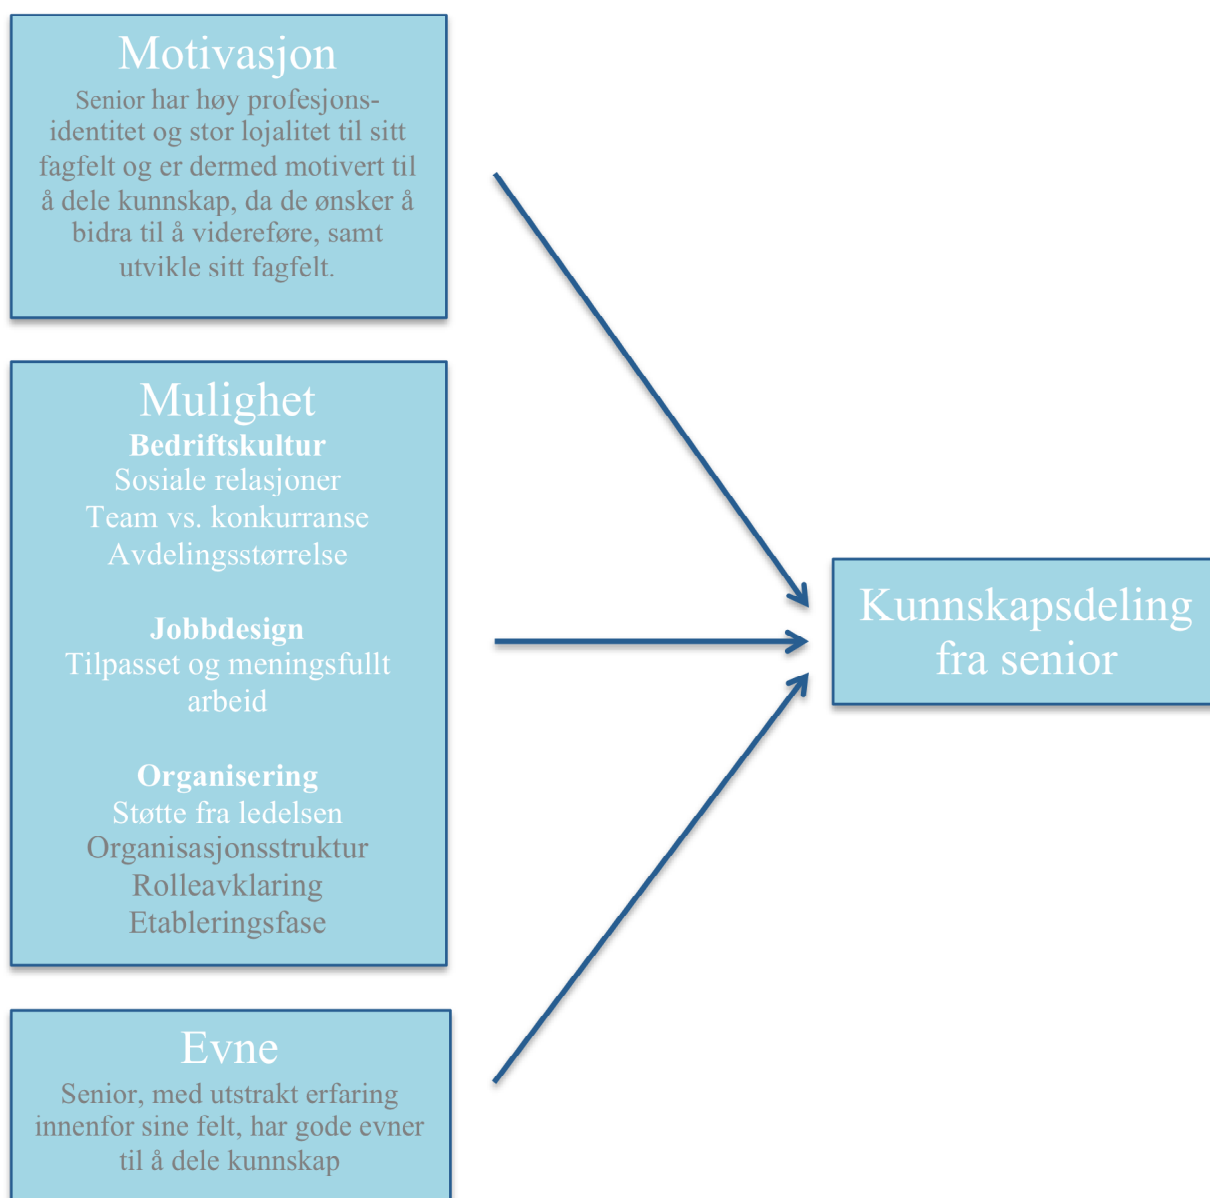 Motivasjon
Senior har høy profesjons-
identitet og stor lojalitet til sitt
fagfelt og er dermed motivert til
å dele kunnskap, da de ønsker å
bidra til å videreføre, samt
utvikle sitt fagfelt.
Mulighet
Bedriftskultur
Sosiale relasjoner
Team vs. konkurranse
Avdelingsstørrelse
Jobbdesign
Tilpasset og meningsfullt
arbeid
Organisering
Støtte fra ledelsen
Organisasjonsstruktur
Rolleavklaring
Etableringsfase
Evne
Senior, med utstrakt erfaring
innenfor sine felt, har gode evner
til å dele kunnskap
Kunnskapsdeling
fra senior